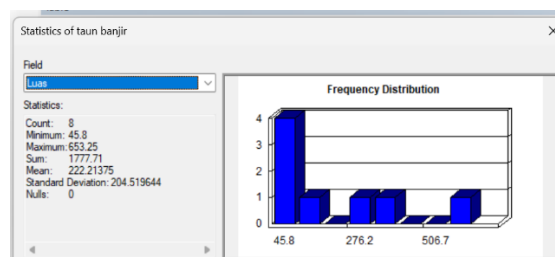 Statistics of taun banjir
Field
Luas
Statistics:
Count: 8
Minimum: 45.8
Maximum: 653.25
Sum: 1777.71
Mean: 222.21375
Standard Deviation: 204.519644
Nulls: 0
Frequency Distribution
4
3
2
1
0
45.8 276.2 506.7